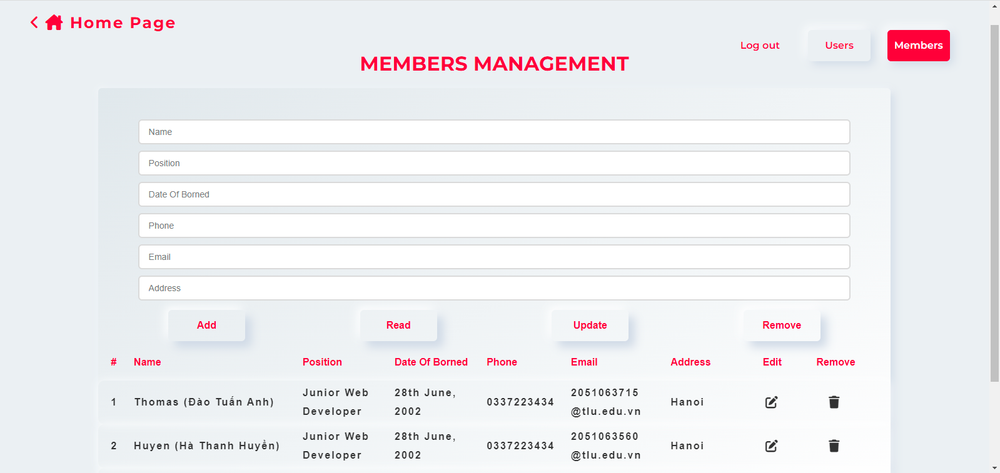 Home Page
Log out
Users
Members
MEMBERS MANAGEMENT
Name
Position
Date Of Borned
Phone
Email
Address
Add
Read
Update
Remove
# Name Position Date Of Borned Phone Email Address Edit Remove
1 Thomas (Đào Tuấn Anh) Junior Web Developer 28th June, 2002 0337223434 2051063715@tlu.edu.vn Hanoi
2 Huyen (Hà Thanh Huyền) Junior Web Developer 28th June, 2002 0337223434 2051063560@tlu.edu.vn Hanoi